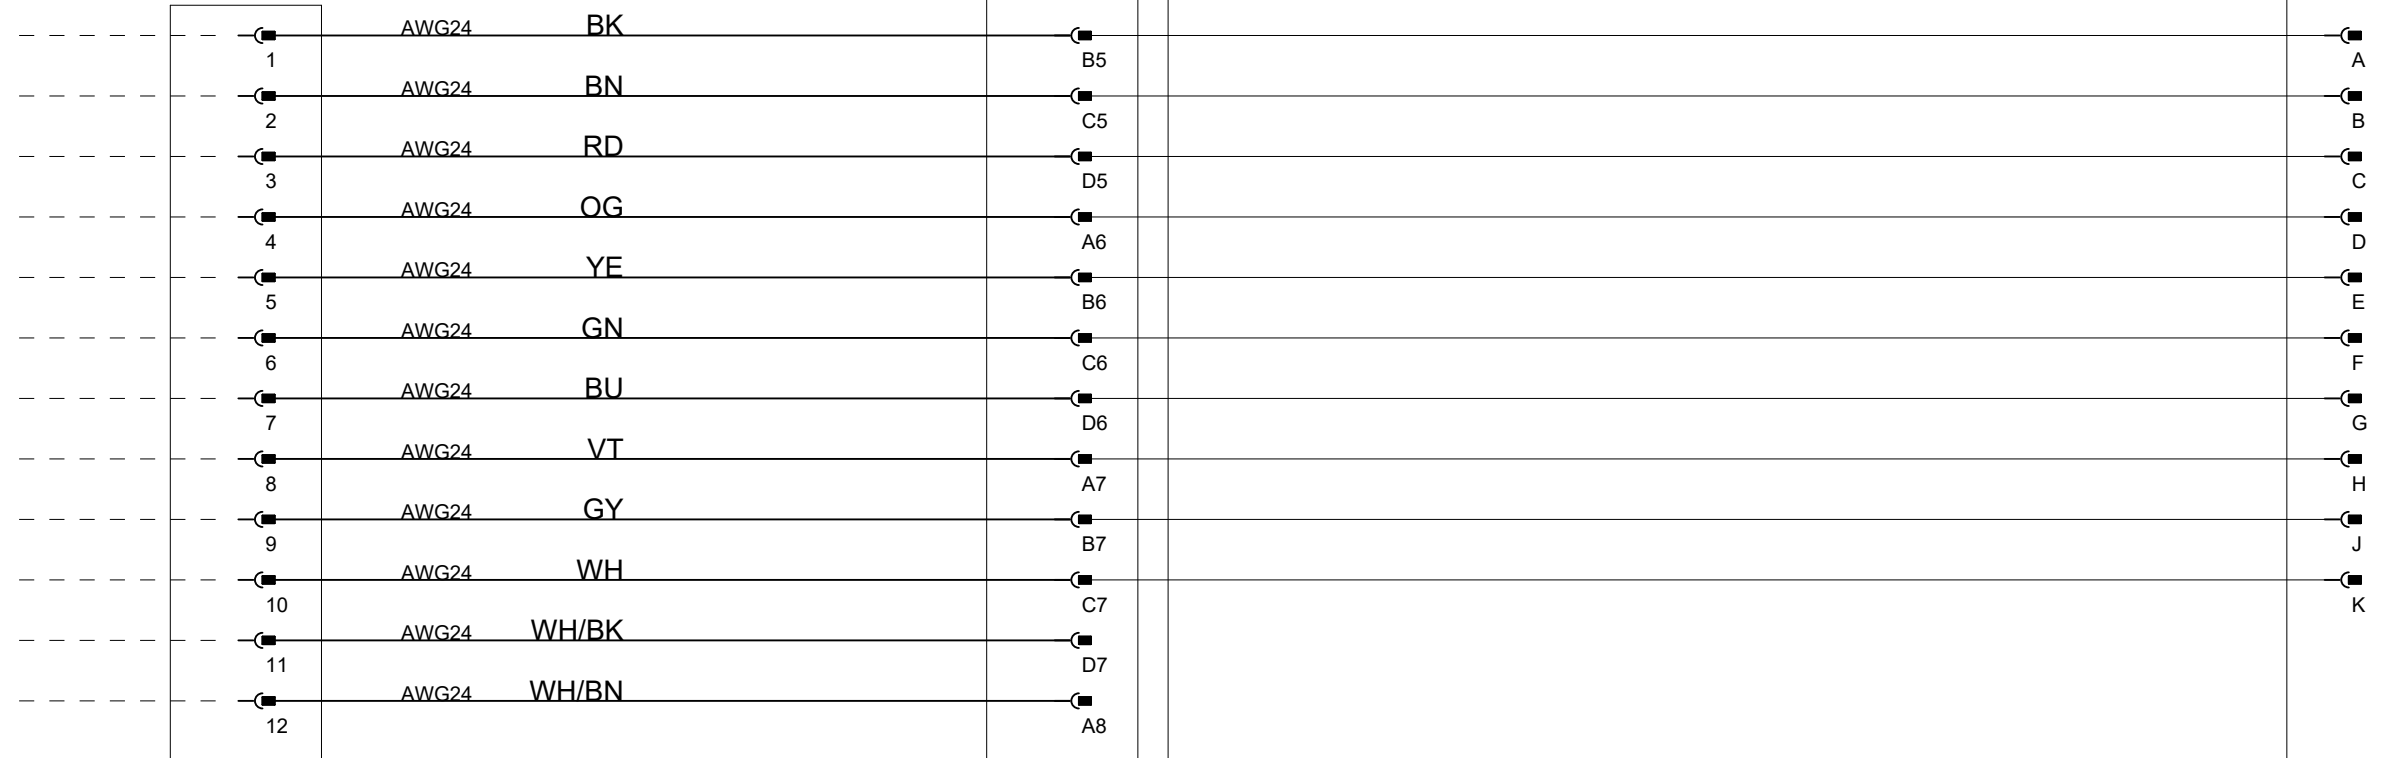 AWG24 BK
1 B5 A
AWG24 BN
2 C5 B
AWG24 RD
3 D5 C
AWG24 OG
4 A6 D
AWG24 YE
5 B6 E
AWG24 GN
6 C6 F
AWG24 BU
7 D6 G
AWG24 VT
8 A7 H
AWG24 GY
9 B7 J
AWG24 WH
10 C7 K
AWG24 WH/BK
11 D7
AWG24 WH/BN
12 A8